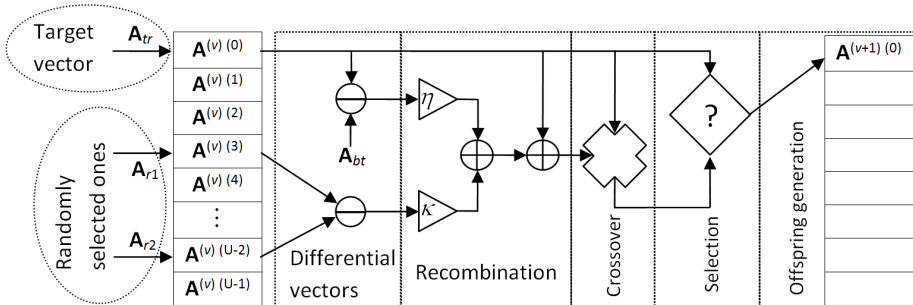 Target
vector
A_tr
A^(v) (0)
A^(v) (1)
A^(v) (2)
A^(v) (3)
A^(v) (4)
⋮
A^(v) (U-2)
A^(v) (U-1)
Randomly
selected ones
A_r1
A_r2
A_bt
η
κ
?
Differential
vectors
Recombination
Crossover
Selection
Offspring generation
A^(v+1) (0)